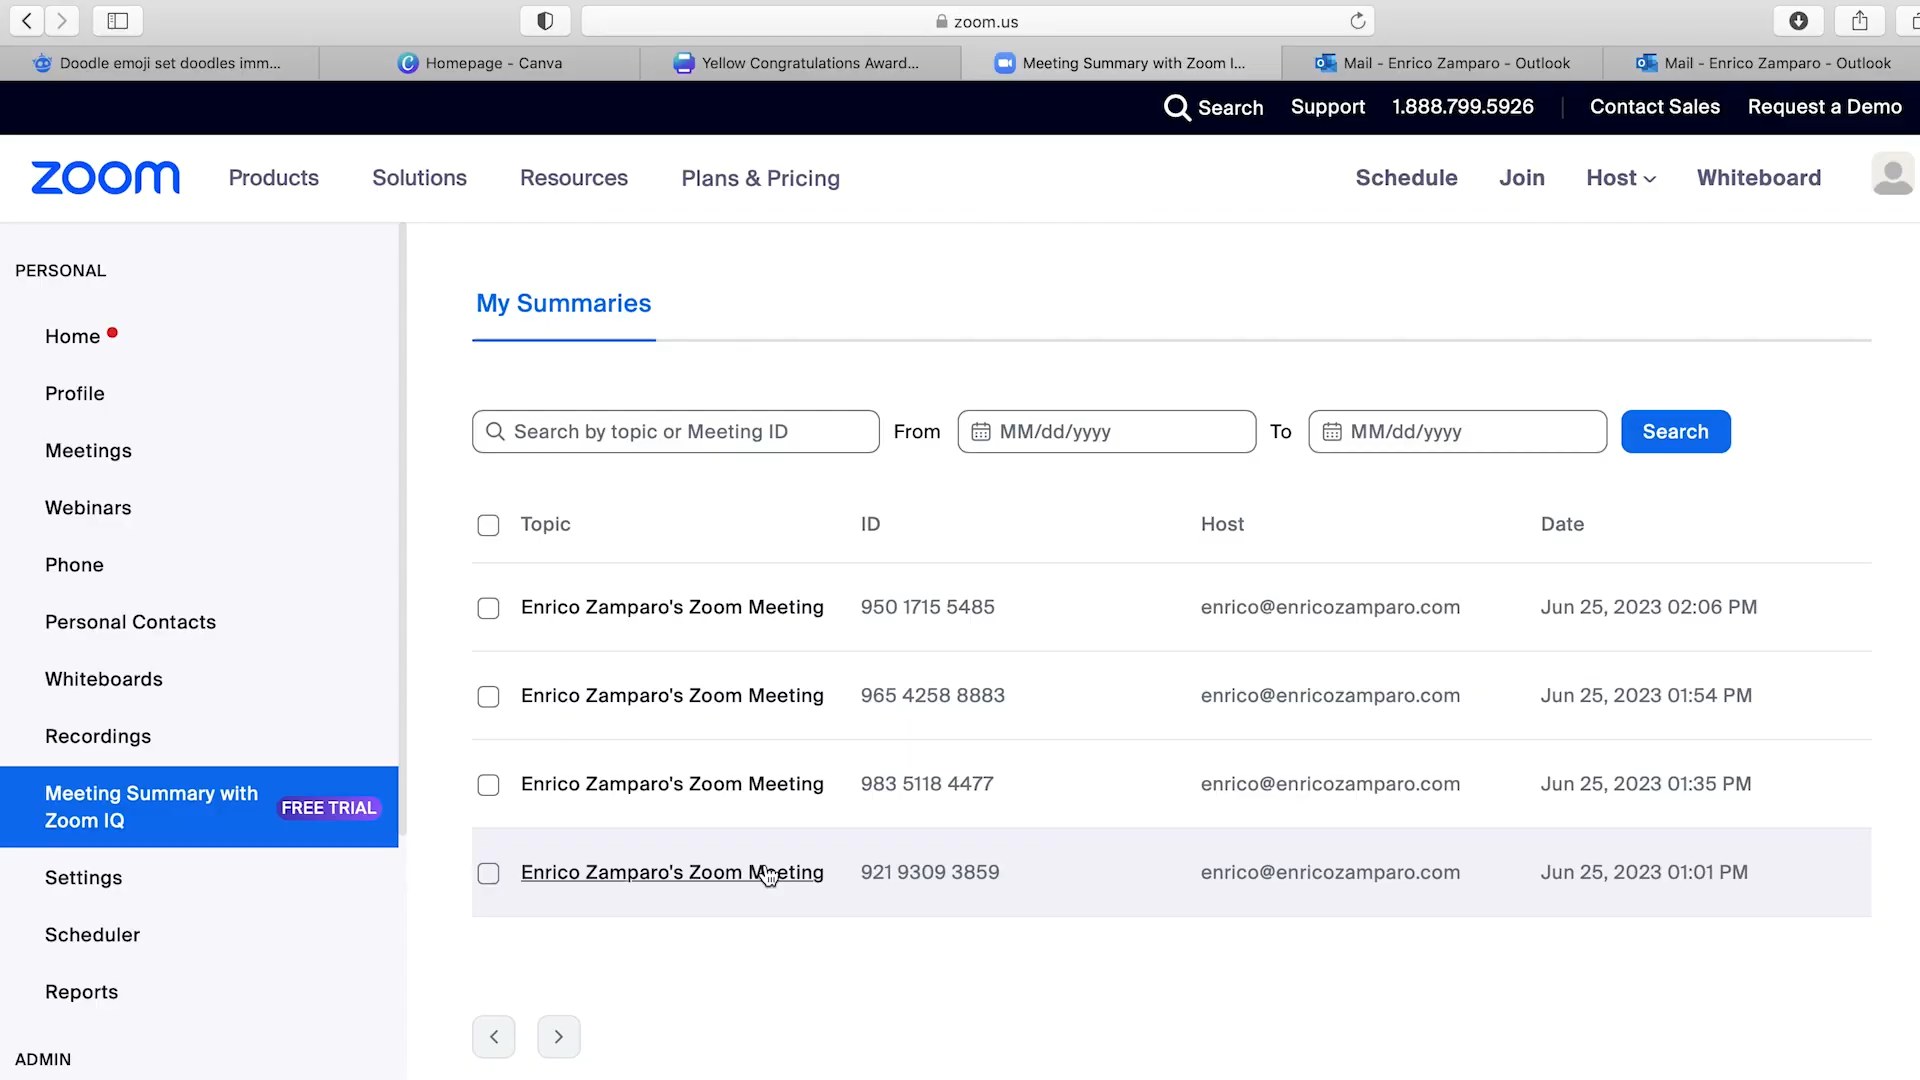 zoom.us
Doodle emoji set doodles imm...
Homepage - Canva
Yellow Congratulations Award...
Meeting Summary with Zoom I...
Mail - Enrico Zamparo - Outlook
Mail - Enrico Zamparo - Outlook
Search
Support
1.888.799.5926
Contact Sales
Request a Demo
zoom
Products
Solutions
Resources
Plans & Pricing
Schedule
Join
Host
Whiteboard
PERSONAL
Home
Profile
Meetings
Webinars
Phone
Personal Contacts
Whiteboards
Recordings
Meeting Summary with
Zoom IQ
FREE TRIAL
Settings
Scheduler
Reports
ADMIN
My Summaries
Search by topic or Meeting ID
From
MM/dd/yyyy
To
MM/dd/yyyy
Search
Topic ID Host Date
Enrico Zamparo's Zoom Meeting 950 1715 5485 enrico@enricozamparo.com Jun 25, 2023 02:06 PM
Enrico Zamparo's Zoom Meeting 965 4258 8883 enrico@enricozamparo.com Jun 25, 2023 01:54 PM
Enrico Zamparo's Zoom Meeting 983 5118 4477 enrico@enricozamparo.com Jun 25, 2023 01:35 PM
Enrico Zamparo's Zoom Meeting 921 9309 3859 enrico@enricozamparo.com Jun 25, 2023 01:01 PM